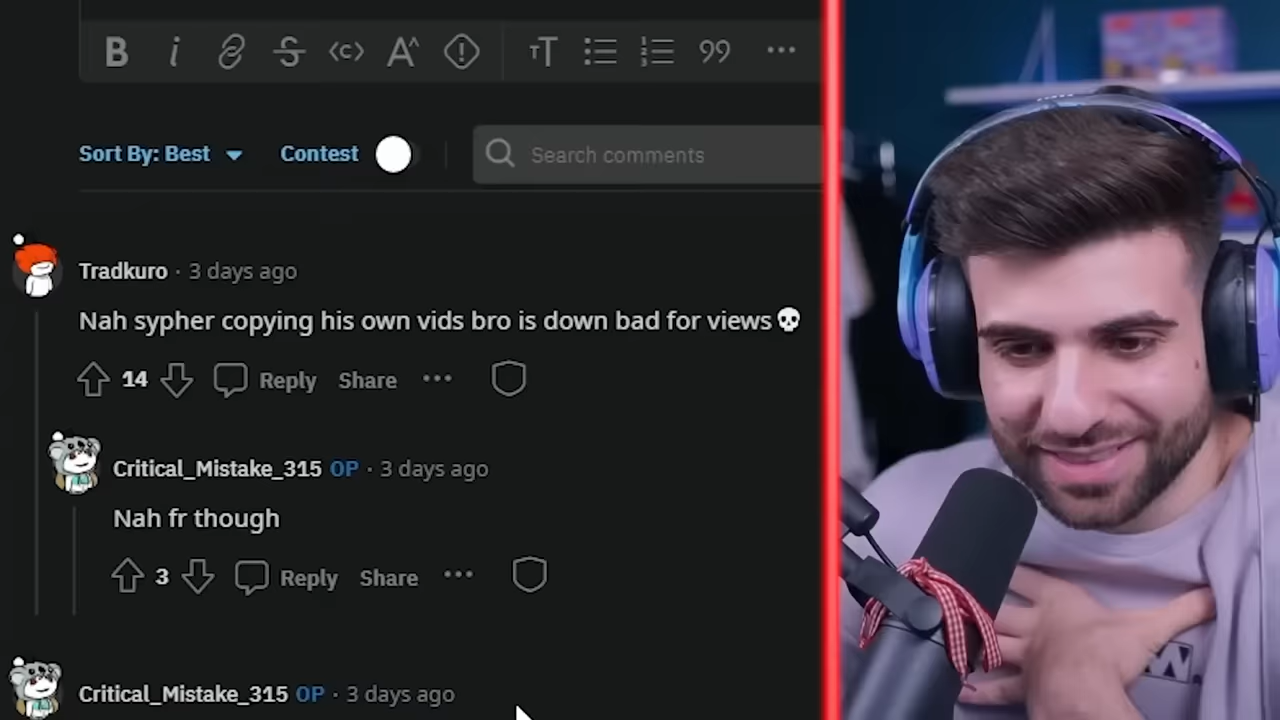 B i <c> A^ T 99
Sort By: Best Contest Search comments
Tradkuro · 3 days ago
Nah sypher copying his own vids bro is down bad for views💀
14 Reply Share
Critical_Mistake_315 OP · 3 days ago
Nah fr though
3 Reply Share
Critical_Mistake_315 OP · 3 days ago